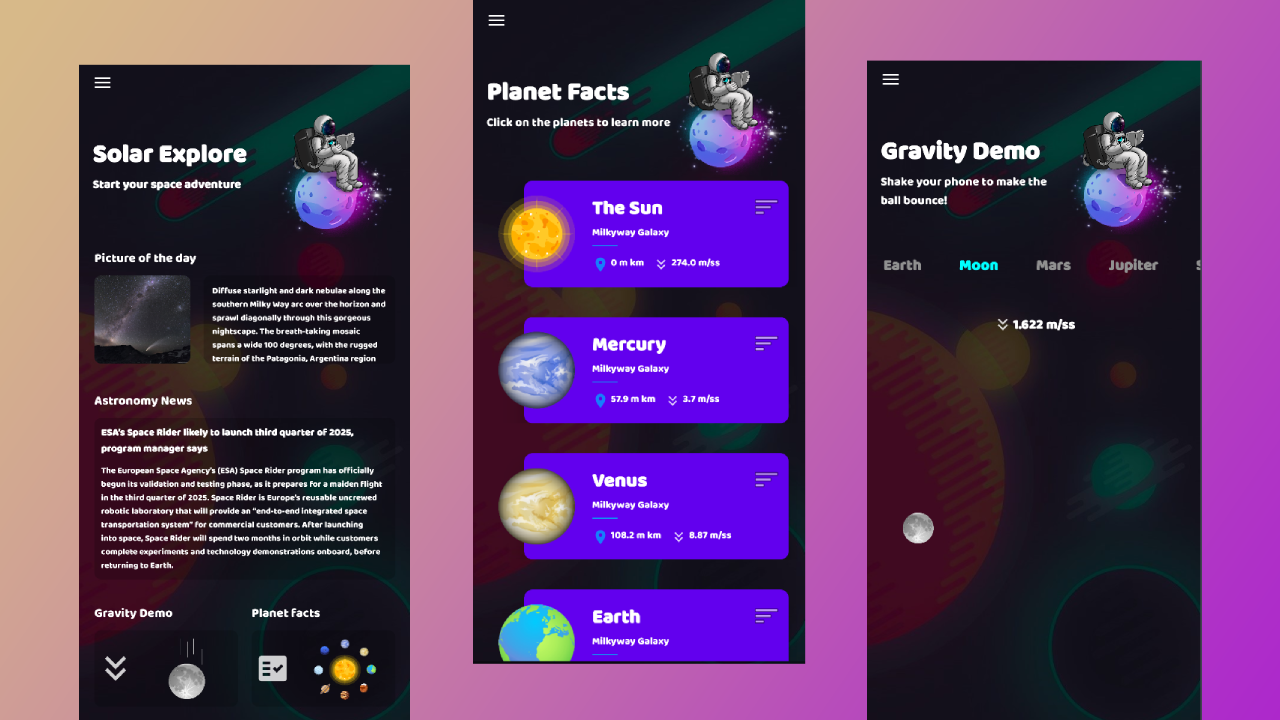 Solar Explore
Start your space adventure
Picture of the day
Diffuse starlight and dark nebulae along the
southern Milky Way arc over the horizon and
sprawl diagonally through this gorgeous
nightscape. The breath-taking mosaic
spans a wide 100 degrees, with the rugged
terrain of the Patagonia, Argentina region
Astronomy News
ESA's Space Rider likely to launch third quarter of 2025,
program manager says
The European Space Agency's (ESA) Space Rider program has officially
begun its validation and testing phase, as it prepares for a maiden flight
in the third quarter of 2025. Space Rider is Europe's reusable uncrewed
robotic laboratory that will provide an "end-to-end integrated space
transportation system" for commercial customers. After launching
into space, Space Rider will spend two months in orbit while customers
complete experiments and technology demonstrations onboard, before
returning to Earth.
Gravity Demo
Planet facts
Planet Facts
Click on the planets to learn more
The Sun
Milkyway Galaxy
0 m km 274.0 m/ss
Mercury
Milkyway Galaxy
57.9 m km 3.7 m/ss
Venus
Milkyway Galaxy
108.2 m km 8.87 m/ss
Earth
Milkyway Galaxy
Gravity Demo
Shake your phone to make the
ball bounce!
Earth Moon Mars Jupiter
1.622 m/ss